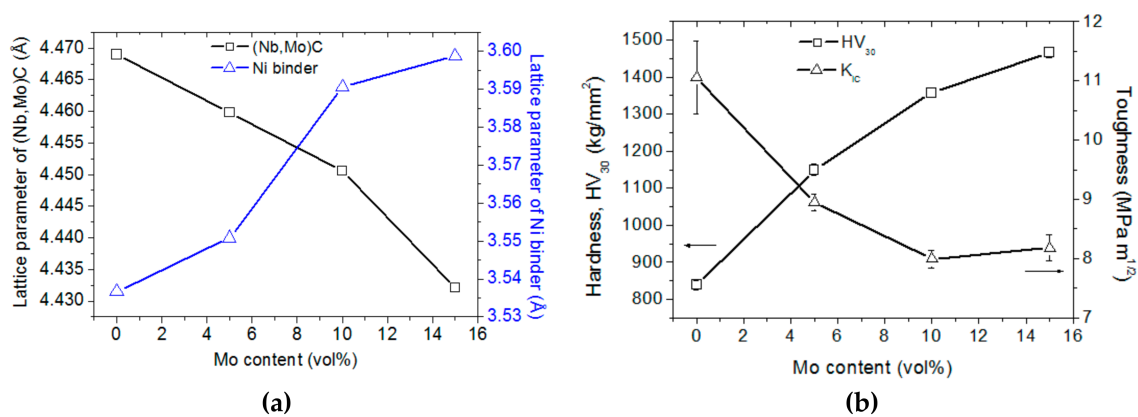 Lattice parameter of (Nb,Mo)C (Å)
4.470
4.465
4.460
4.455
4.450
4.445
4.440
4.435
4.430
(Nb,Mo)C
Ni binder
3.60
3.59
3.58
3.57
3.56
3.55
3.54
3.53
Lattice parameter of Ni binder (Å)
0 2 4 6 8 10 12 14 16
Mo content (vol%)
(a)
Hardness, HV30 (kg/mm²)
1500
1400
1300
1200
1100
1000
900
800
HV30
KIC
12
11
10
9
8
7
Toughness (MPa m^1/2)
0 2 4 6 8 10 12 14 16
Mo content (vol%)
(b)